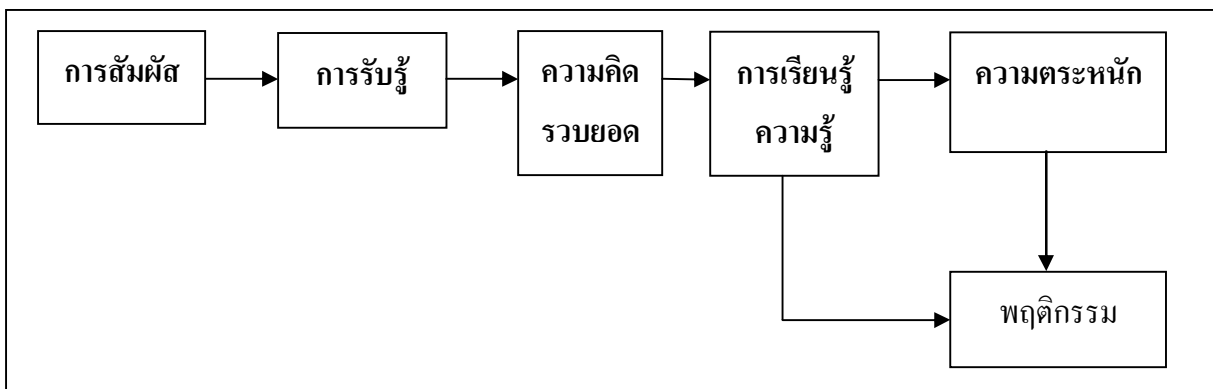 การสัมผัส
การรับรู้
ความคิด
รวบยอด
การเรียนรู้
ความรู้
ความตระหนัก
พฤติกรรม